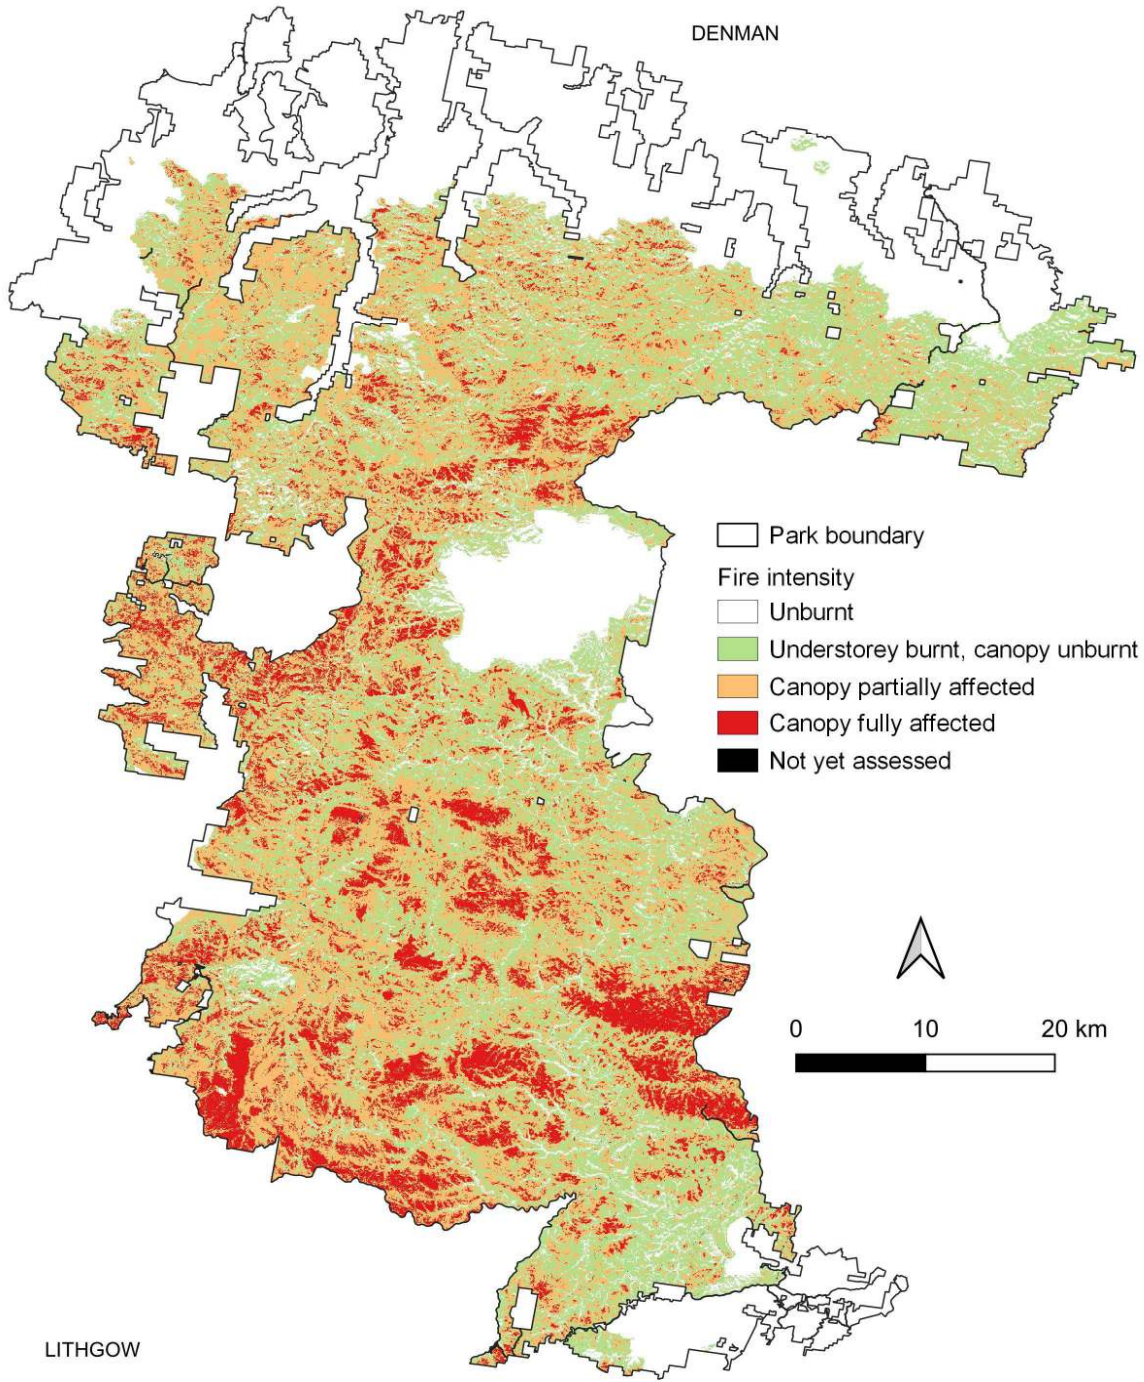 DENMAN
Park boundary
Fire intensity
Unburnt
Understorey burnt, canopy unburnt
Canopy partially affected
Canopy fully affected
Not yet assessed
0 10 20 km
LITHGOW